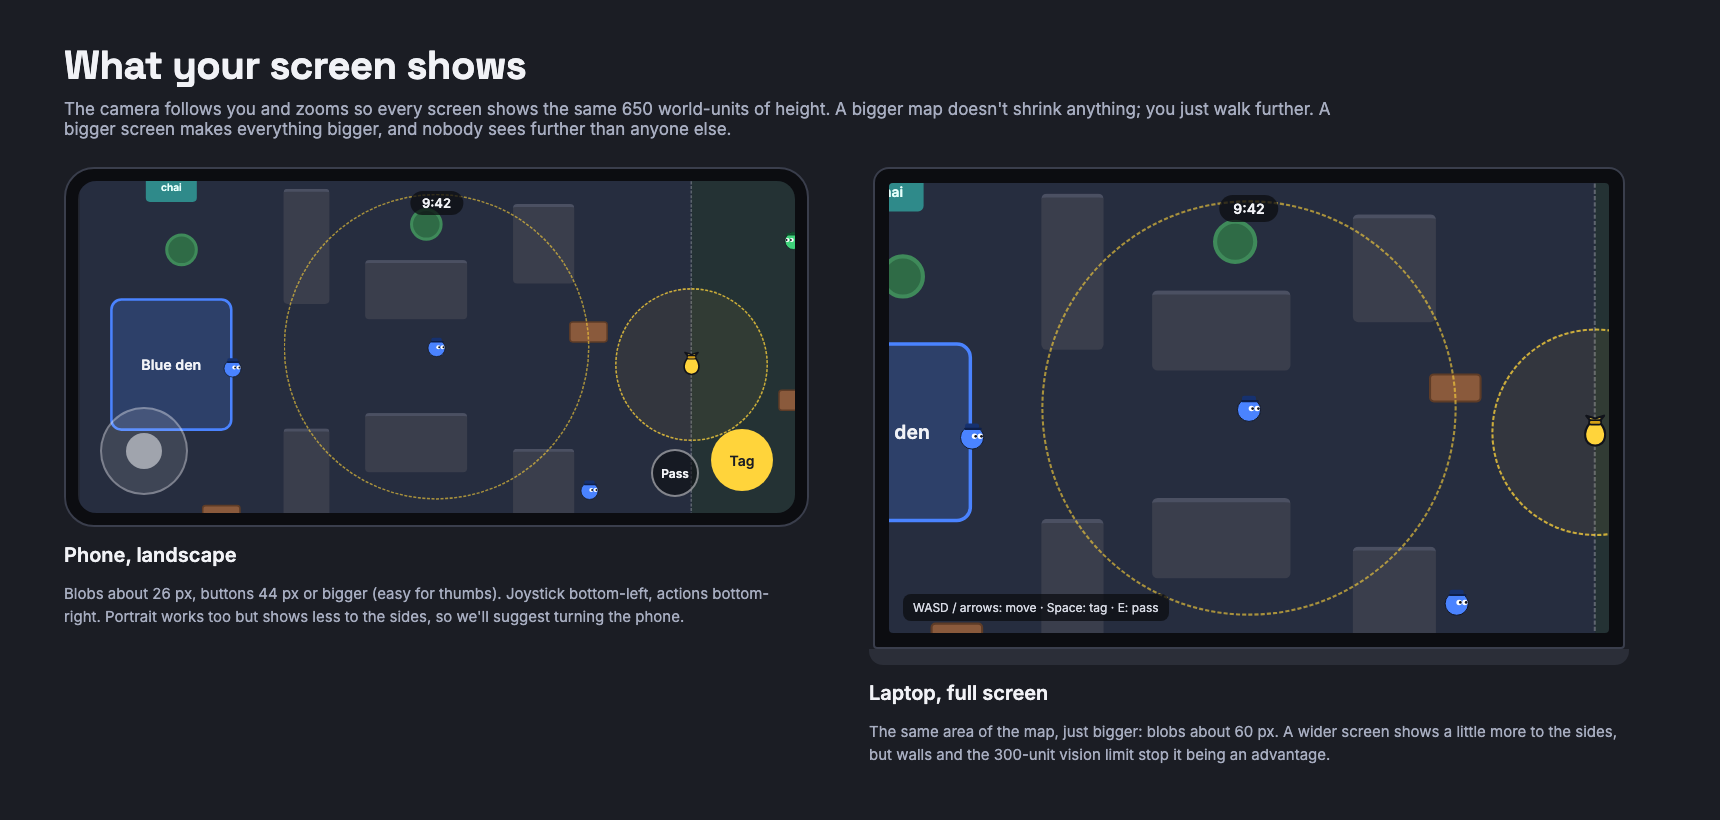 What your screen shows
The camera follows you and zooms so every screen shows the same 650 world-units of height. A bigger map doesn't shrink anything; you just walk further. A
bigger screen makes everything bigger, and nobody sees further than anyone else.
chai
9:42
Blue den
Pass
Tag
Phone, landscape
Blobs about 26 px, buttons 44 px or bigger (easy for thumbs). Joystick bottom-left, actions bottom-
right. Portrait works too but shows less to the sides, so we'll suggest turning the phone.
hai
9:42
den
WASD / arrows: move · Space: tag · E: pass
Laptop, full screen
The same area of the map, just bigger: blobs about 60 px. A wider screen shows a little more to the sides,
but walls and the 300-unit vision limit stop it being an advantage.